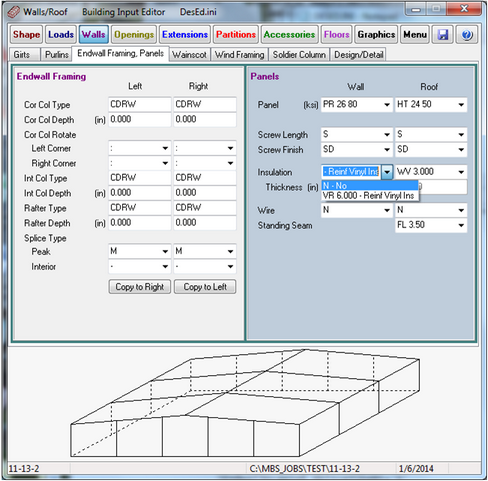 Walls/Roof Building Input Editor DesEd.ini
Shape Loads Walls Openings Extensions Partitions Accessories Floors Graphics Menu
Girts Purlins Endwall Framing, Panels Wainscot Wind Framing Soldier Column Design/Detail
Endwall Framing
Left Right
Cor Col Type CDRW CDRW
Cor Col Depth (in) 0.000 0.000
Cor Col Rotate
Left Corner : :
Right Corner : :
Int Col Type CDRW CDRW
Int Col Depth (in) 0.000 0.000
Rafter Type CDRW CDRW
Rafter Depth (in) 0.000 0.000
Splice Type
Peak M M
Interior - -
Copy to Right Copy to Left
Panels
Wall Roof
Panel (ksi) PR 26 80 HT 24 50
Screw Length S S
Screw Finish SD SD
Insulation - Reinf Vinyl Ins WV 3.000
Thickness (in)
N - No
VR 6.000 - Reinf Vinyl Ins
Wire N N
Standing Seam FL 3.50
11-13-2 C:\MBS_JOBS\TEST\11-13-2 1/6/2014